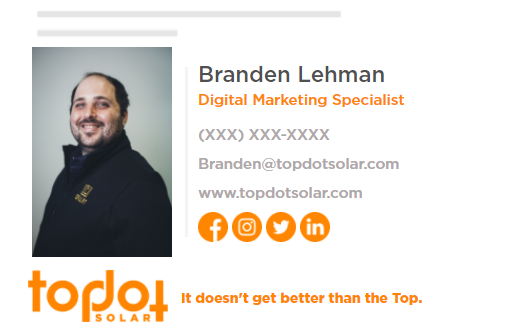 Branden Lehman
Digital Marketing Specialist
(XXX) XXX-XXXX
Branden@topdotsolar.com
www.topdotsolar.com
topdot
SOLAR
It doesn't get better than the Top.